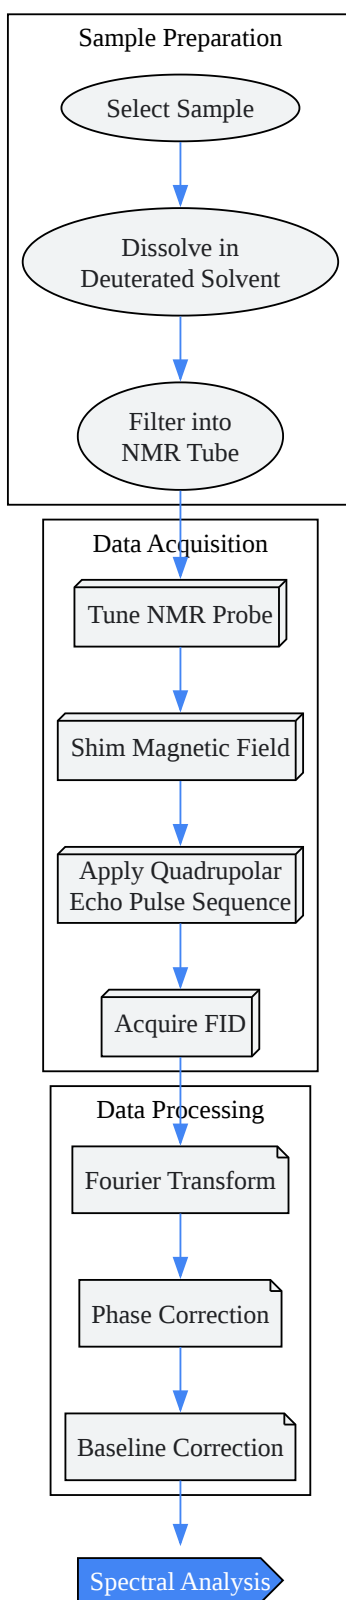 Sample Preparation
Select Sample
Dissolve in
Deuterated Solvent
Filter into
NMR Tube
Data Acquisition
Tune NMR Probe
Shim Magnetic Field
Apply Quadrupolar
Echo Pulse Sequence
Acquire FID
Data Processing
Fourier Transform
Phase Correction
Baseline Correction
Spectral Analysis